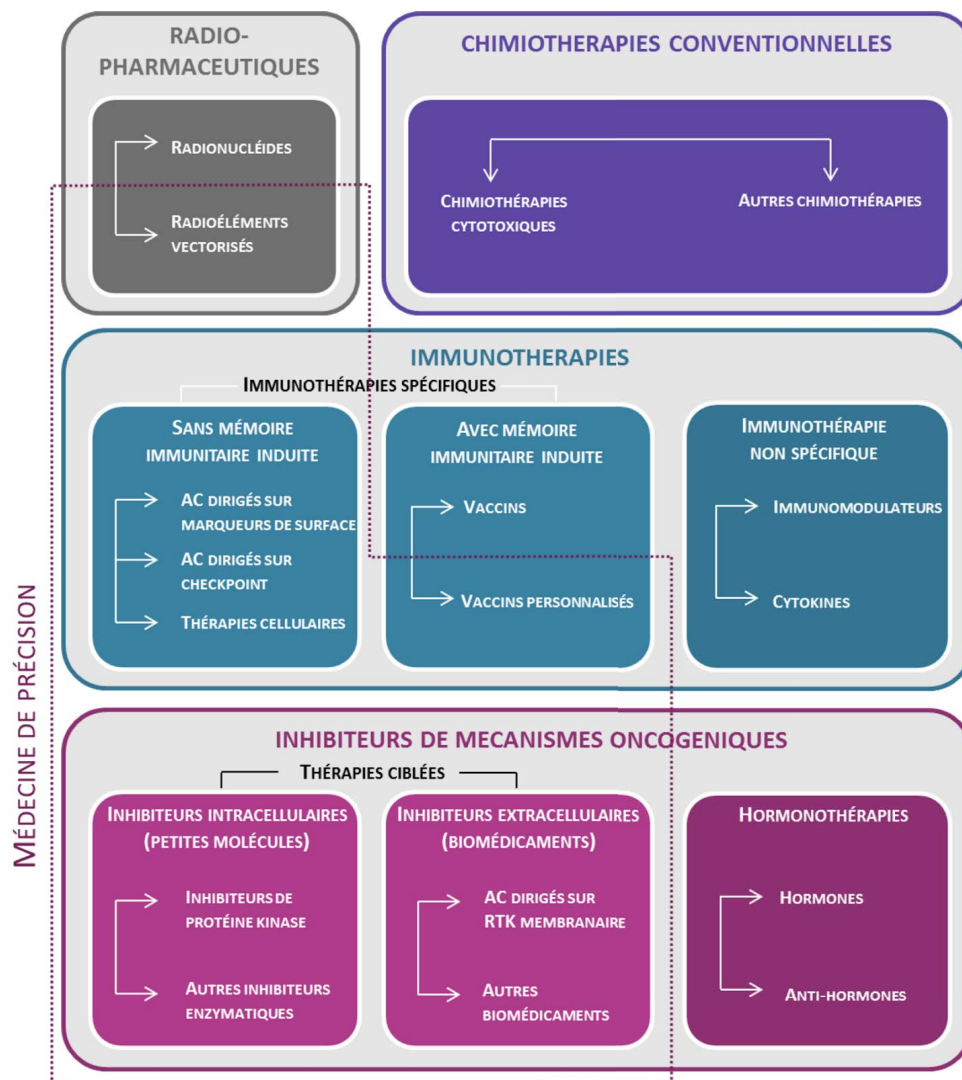 RADIO-
PHARMACEUTIQUES
RADIONUCLÉIDES
RADIOÉLÉMENTS
VECTORISÉS
CHIMIOTHERAPIES CONVENTIONNELLES
CHIMIOTHÉRAPIES
CYTOTOXIQUES
AUTRES CHIMIOTHÉRAPIES
IMMUNOTHERAPIES
IMMUNOTHÉRAPIES SPÉCIFIQUES
SANS MÉMOIRE
IMMUNITAIRE INDUITE
AC DIRIGÉS SUR
MARQUEURS DE SURFACE
AC DIRIGÉS SUR
CHECKPOINT
THÉRAPIES CELLULAIRES
AVEC MÉMOIRE
IMMUNITAIRE INDUITE
VACCINS
VACCINS PERSONNALISÉS
IMMUNOTHÉRAPIE
NON SPÉCIFIQUE
IMMUNOMODULATEURS
CYTOKINES
MÉDECINE DE PRÉCISION
INHIBITEURS DE MECANISMES ONCOGENIQUES
THÉRAPIES CIBLÉES
INHIBITEURS INTRACELLULAIRES
(PETITES MOLÉCULES)
INHIBITEURS DE
PROTÉINE KINASE
AUTRES INHIBITEURS
ENZYMATIQUES
INHIBITEURS EXTRACELLULAIRES
(BIOMÉDICAMENTS)
AC DIRIGÉS SUR
RTK MEMBRANAIRE
AUTRES
BIOMÉDICAMENTS
HORMONOTHÉRAPIES
HORMONES
ANTI-HORMONES